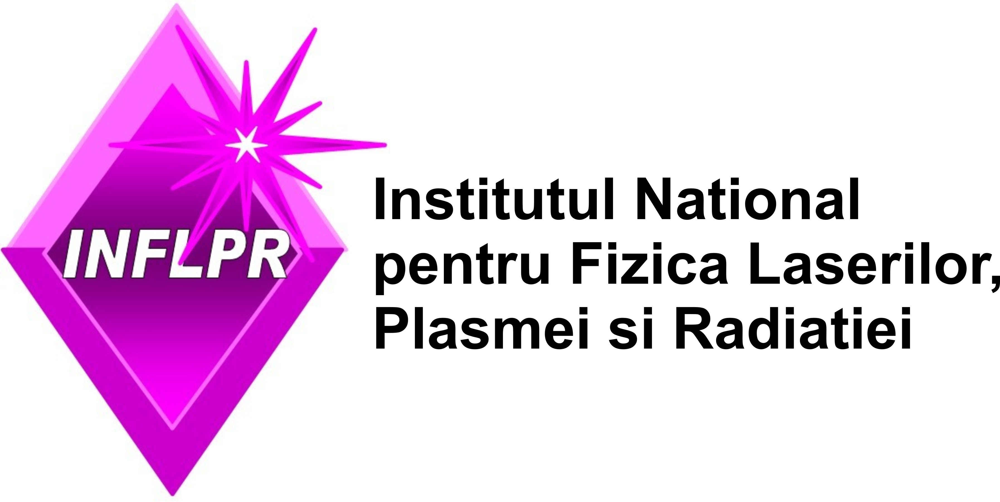 INFLPR
Institutul National
pentru Fizica Laserilor,
Plasmei si Radiatiei